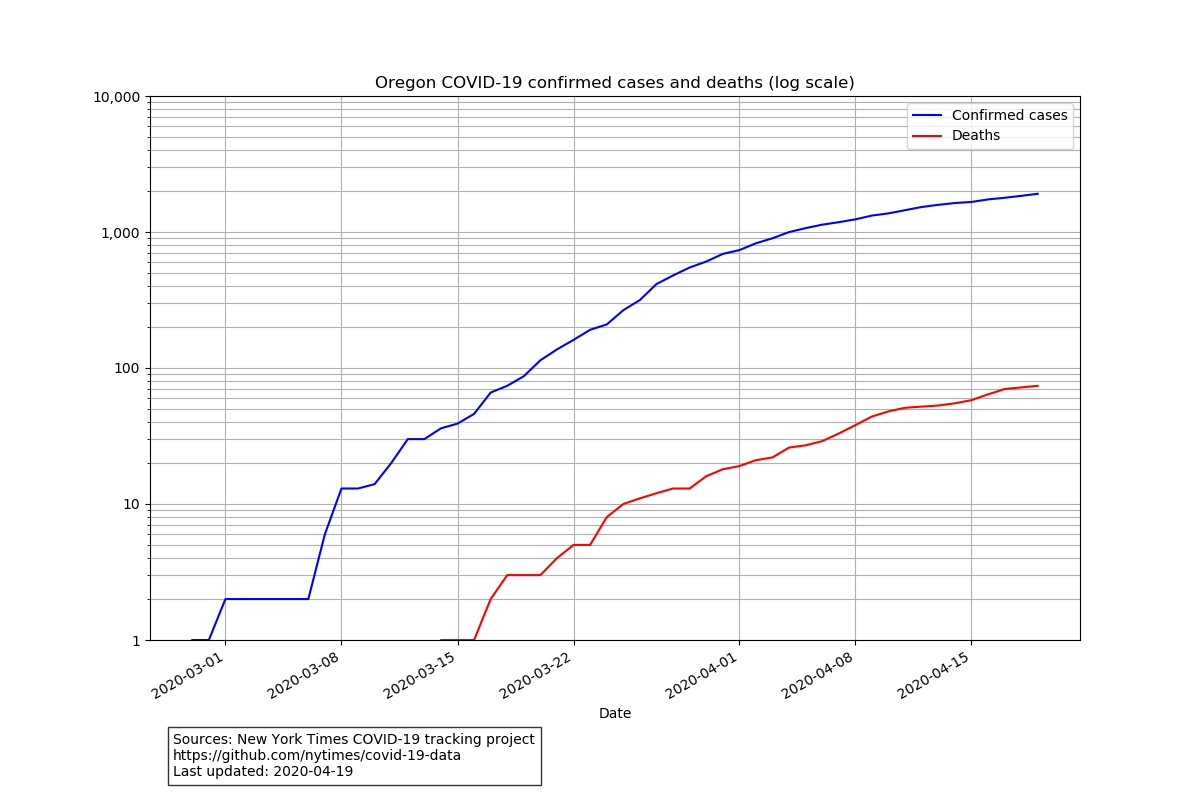 Oregon COVID-19 confirmed cases and deaths (log scale)
10,000
1,000
100
10
1
Confirmed cases
Deaths
2020-03-01
2020-03-08
2020-03-15
2020-03-22
2020-04-01
2020-04-08
2020-04-15
Date
Sources: New York Times COVID-19 tracking project
https://github.com/nytimes/covid-19-data
Last updated: 2020-04-19